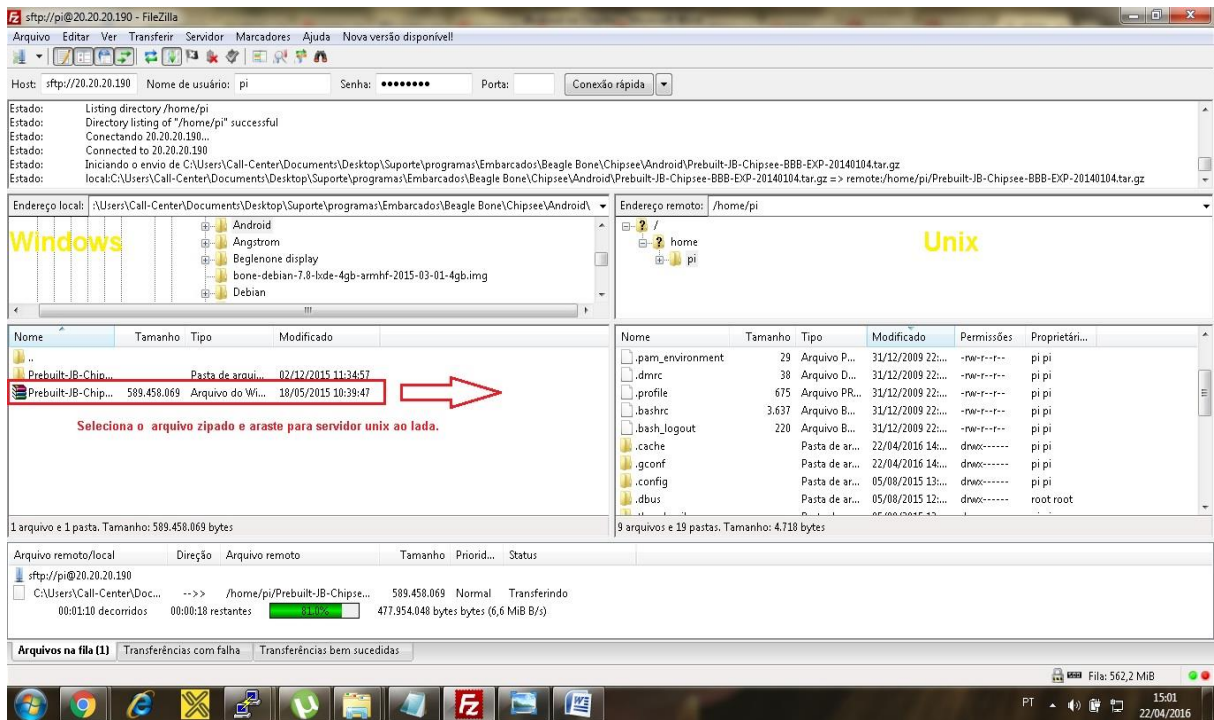 sftp://pi@20.20.20.190 - FileZilla
Arquivo Editar Ver Transferir Servidor Marcadores Ajuda Nova versão disponível!
Host: sftp://20.20.20.190 Nome de usuário: pi Senha: ●●●●●●●● Porta: Conexão rápida
Estado: Listing directory /home/pi
Estado: Directory listing of "/home/pi" successful
Estado: Conectando 20.20.20.190...
Estado: Connected to 20.20.20.190
Estado: Iniciando o envio de C:\Users\Call-Center\Documents\Desktop\Suporte\programas\Embarcados\Beagle Bone\Chipsee\Android\Prebuilt-JB-Chipsee-BBB-EXP-20140104.tar.gz
Estado: local:C:\Users\Call-Center\Documents\Desktop\Suporte\programas\Embarcados\Beagle Bone\Chipsee\Android\Prebuilt-JB-Chipsee-BBB-EXP-20140104.tar.gz => remote:/home/pi/Prebuilt-JB-Chipsee-BBB-EXP-20140104.tar.gz
Endereço local: :\Users\Call-Center\Documents\Desktop\Suporte\programas\Embarcados\Beagle Bone\Chipsee\Android\
Windows
Android
Angstrom
Beglenone display
bone-debian-7.8-lxde-4gb-armhf-2015-03-01-4gb.img
Debian
Endereço remoto: /home/pi
/
home
pi
Unix
Nome Tamanho Tipo Modificado
..
Prebuilt-JB-Chip... Pasta de arqui... 02/12/2015 11:34:57
Prebuilt-JB-Chip... 589.458.069 Arquivo do Wi... 18/05/2015 10:39:47
Seleciona o arquivo zipado e araste para servidor unix ao lada.
1 arquivo e 1 pasta. Tamanho: 589.458.069 bytes
Nome Tamanho Tipo Modificado Permissões Proprietári...
.pam_environment 29 Arquivo P... 31/12/2009 22:... -rw-r--r-- pi pi
.dmrc 38 Arquivo D... 31/12/2009 22:... -rw-r--r-- pi pi
.profile 675 Arquivo PR... 31/12/2009 22:... -rw-r--r-- pi pi
.bashrc 3.637 Arquivo B... 31/12/2009 22:... -rw-r--r-- pi pi
.bash_logout 220 Arquivo B... 31/12/2009 22:... -rw-r--r-- pi pi
.cache Pasta de ar... 22/04/2016 14:... drwx------ pi pi
.gconf Pasta de ar... 22/04/2016 14:... drwx------ pi pi
.config Pasta de ar... 05/08/2015 13:... drwx------ pi pi
.dbus Pasta de ar... 05/08/2015 12:... drwx------ root root
9 arquivos e 19 pastas. Tamanho: 4.718 bytes
Arquivo remoto/local Direção Arquivo remoto Tamanho Priorid... Status
sftp://pi@20.20.20.190
C:\Users\Call-Center\Doc... -->> /home/pi/Prebuilt-JB-Chipse... 589.458.069 Normal Transferindo
00:01:10 decorridos 00:00:18 restantes 81.0% 477.954.048 bytes bytes (6,6 MiB B/s)
Arquivos na fila (1) Transferências com falha Transferências bem sucedidas
Fila: 562,2 MiB
PT 15:01
22/04/2016